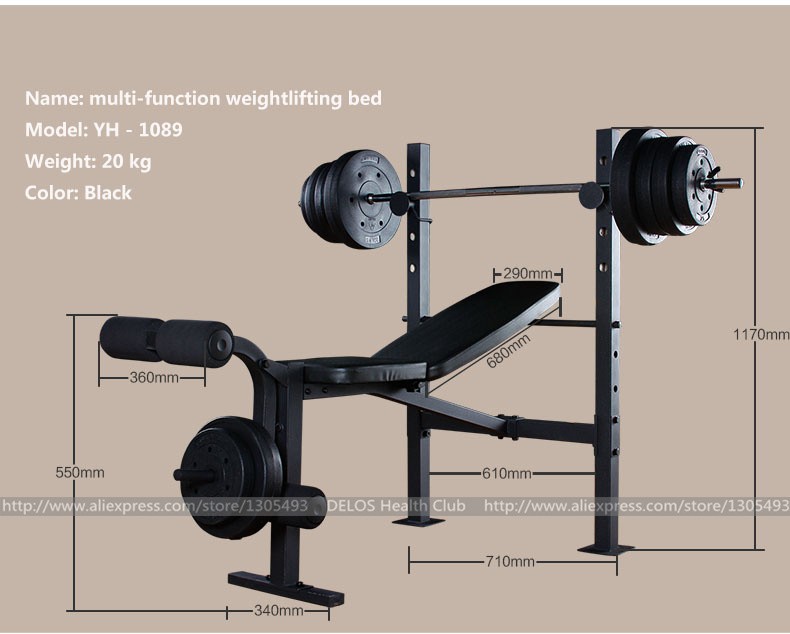 Name: multi-function weightlifting bed
Model: YH - 1089
Weight: 20 kg
Color: Black
290mm
1170mm
680mm
360mm
550mm
610mm
http://www.aliexpress.com/store/1305493 DELOS Health Club http://www.aliexpress.com/store/1305493
710mm
340mm